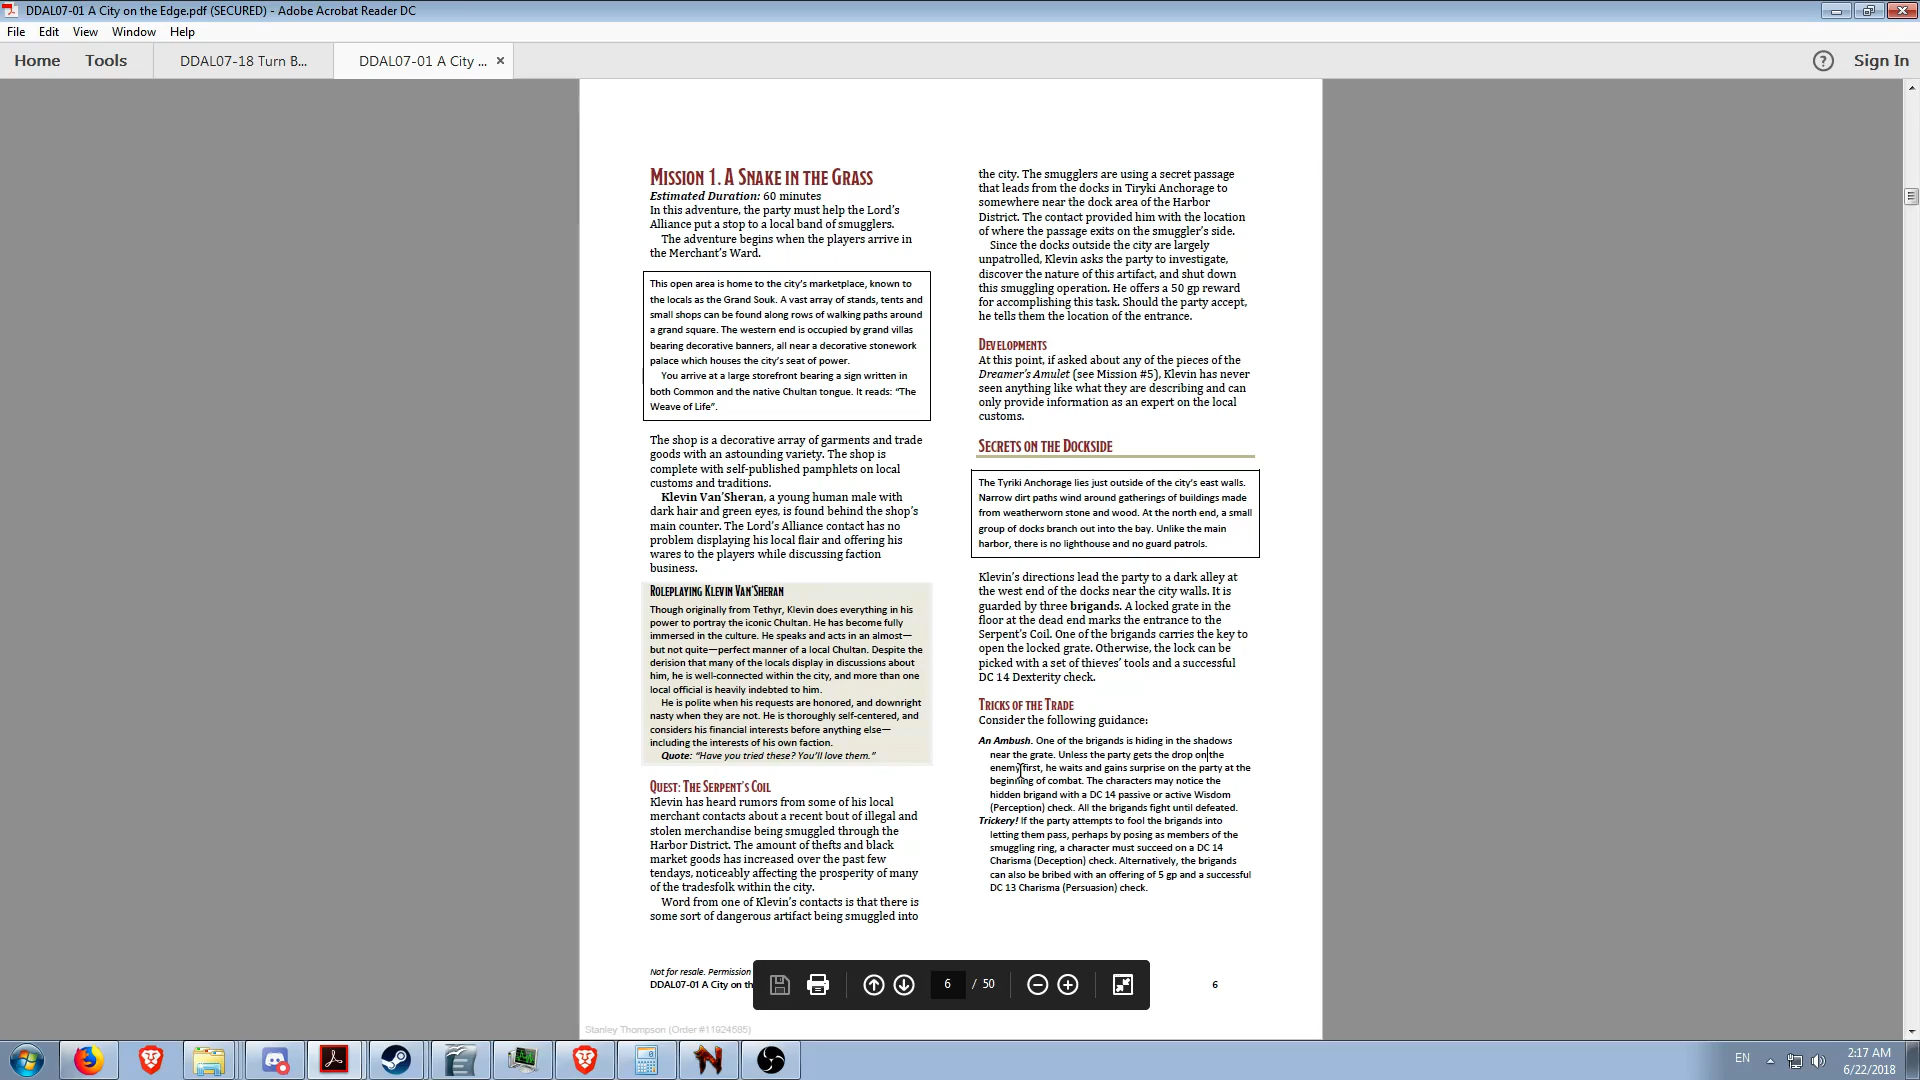 DDAL07-01 A City on the Edge.pdf (SECURED) - Adobe Acrobat Reader DC
File Edit View Window Help
Home Tools DDAL07-18 Turn B... DDAL07-01 A City ... × ? Sign In
MISSION 1. A SNAKE IN THE GRASS
Estimated Duration: 60 minutes
In this adventure, the party must help the Lord's
Alliance put a stop to a local band of smugglers.
The adventure begins when the players arrive in
the Merchant's Ward.
This open area is home to the city's marketplace, known to
the locals as the Grand Souk. A vast array of stands, tents and
small shops can be found along rows of walking paths around
a grand square. The western end is occupied by grand villas
bearing decorative banners, all near a decorative stonework
palace which houses the city's seat of power.
You arrive at a large storefront bearing a sign written in
both Common and the native Chultan tongue. It reads: "The
Weave of Life".
The shop is a decorative array of garments and trade
goods with an astounding variety. The shop is
complete with self-published pamphlets on local
customs and traditions.
Klevin Van'Sheran, a young human male with
dark hair and green eyes, is found behind the shop's
main counter. The Lord's Alliance contact has no
problem displaying his local flair and offering his
wares to the players while discussing faction
business.
ROLEPLAYING KLEVIN VAN'SHERAN
Though originally from Tethyr, Klevin does everything in his
power to portray the iconic Chultan. He has become fully
immersed in the culture. He speaks and acts in an almost—
but not quite—perfect manner of a local Chultan. Despite the
derision that many of the locals display in discussions about
him, he is well-connected within the city, and more than one
local official is heavily indebted to him.
He is polite when his requests are honored, and downright
nasty when they are not. He is thoroughly self-centered, and
considers his financial interests before anything else—
including the interests of his own faction.
Quote: "Have you tried these? You'll love them."
QUEST: THE SERPENT'S COIL
Klevin has heard rumors from some of his local
merchant contacts about a recent bout of illegal and
stolen merchandise being smuggled through the
Harbor District. The amount of thefts and black
market goods has increased over the past few
tendays, noticeably affecting the prosperity of many
of the tradesfolk within the city.
Word from one of Klevin's contacts is that there is
some sort of dangerous artifact being smuggled into
the city. The smugglers are using a secret passage
that leads from the docks in Tiryki Anchorage to
somewhere near the dock area of the Harbor
District. The contact provided him with the location
of where the passage exits on the smuggler's side.
Since the docks outside the city are largely
unpatrolled, Klevin asks the party to investigate,
discover the nature of this artifact, and shut down
this smuggling operation. He offers a 50 gp reward
for accomplishing this task. Should the party accept,
he tells them the location of the entrance.
DEVELOPMENTS
At this point, if asked about any of the pieces of the
Dreamer's Amulet (see Mission #5), Klevin has never
seen anything like what they are describing and can
only provide information as an expert on the local
customs.
SECRETS ON THE DOCKSIDE
The Tyriki Anchorage lies just outside of the city's east walls.
Narrow dirt paths wind around gatherings of buildings made
from weatherworn stone and wood. At the north end, a small
group of docks branch out into the bay. Unlike the main
harbor, there is no lighthouse and no guard patrols.
Klevin's directions lead the party to a dark alley at
the west end of the docks near the city walls. It is
guarded by three brigands. A locked grate in the
floor at the dead end marks the entrance to the
Serpent's Coil. One of the brigands carries the key to
open the locked grate. Otherwise, the lock can be
picked with a set of thieves' tools and a successful
DC 14 Dexterity check.
TRICKS OF THE TRADE
Consider the following guidance:
An Ambush. One of the brigands is hiding in the shadows
near the grate. Unless the party gets the drop on the
enemy first, he waits and gains surprise on the party at the
beginning of combat. The characters may notice the
hidden brigand with a DC 14 passive or active Wisdom
(Perception) check. All the brigands fight until defeated.
Trickery! If the party attempts to fool the brigands into
letting them pass, perhaps by posing as members of the
smuggling ring, a character must succeed on a DC 14
Charisma (Deception) check. Alternatively, the brigands
can also be bribed with an offering of 5 gp and a successful
DC 13 Charisma (Persuasion) check.
Not for resale. Permission
DDAL07-01 A City on th
6 / 50
6
Stanley Thompson (Order #11924585)
EN
2:17 AM
6/22/2018